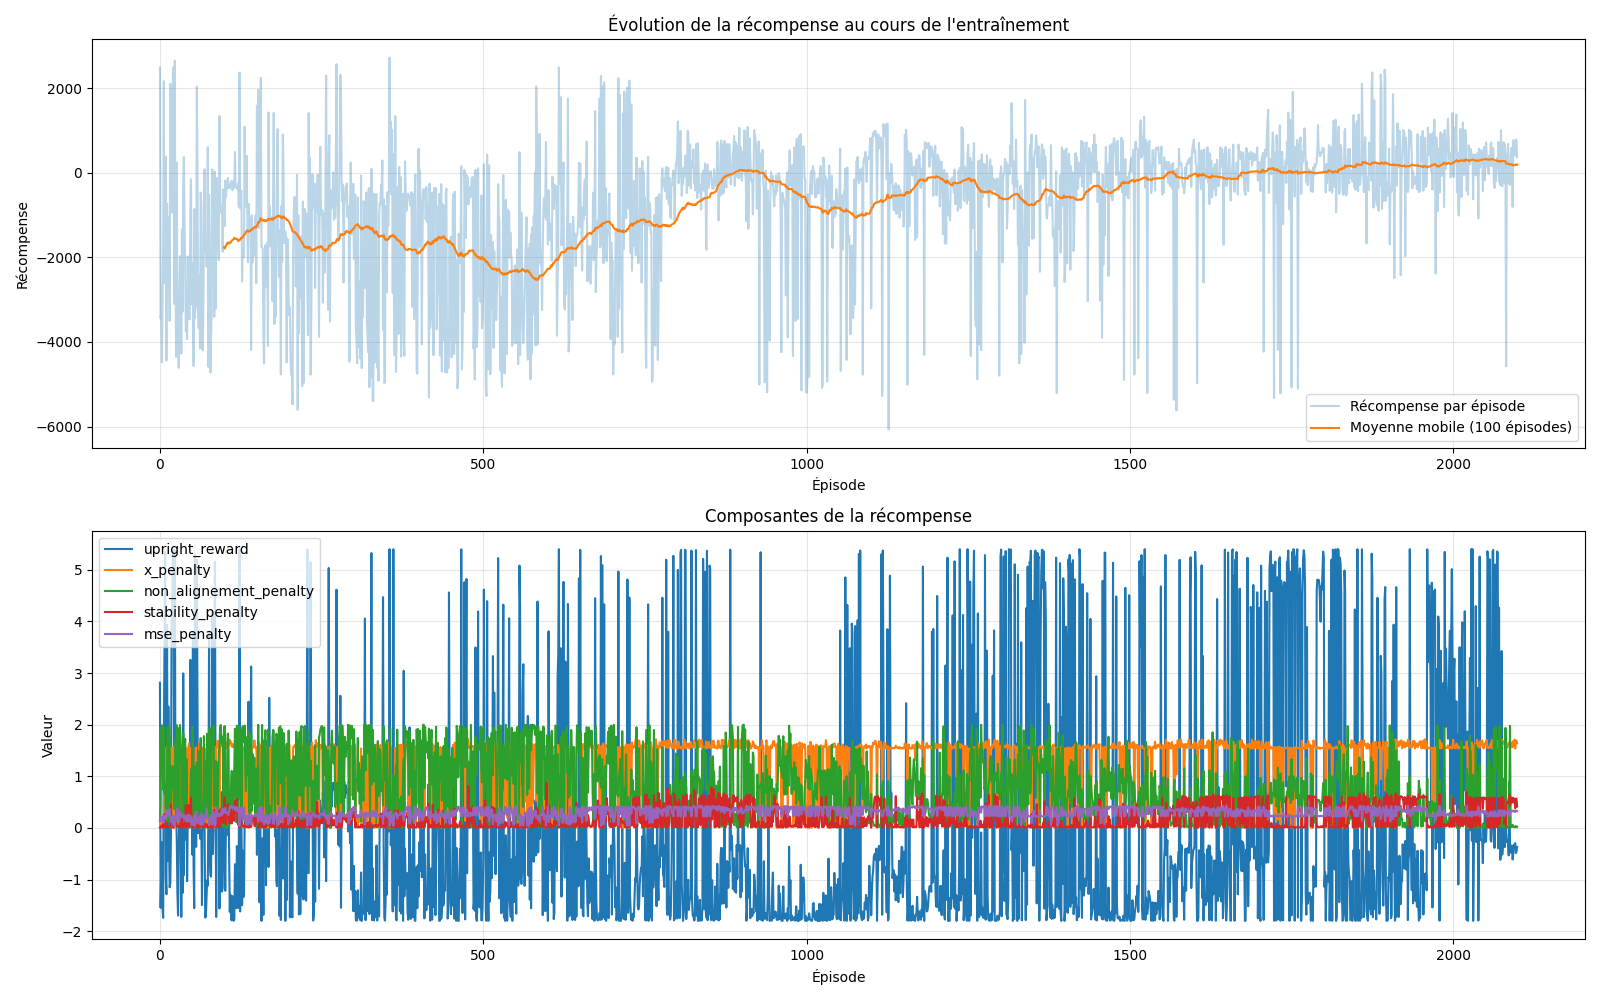 Évolution de la récompense au cours de l'entraînement
Récompense
2000
0
−2000
−4000
−6000
Récompense par épisode
Moyenne mobile (100 épisodes)
0
500
1000
1500
2000
Épisode
Composantes de la récompense
Valeur
5
4
3
2
1
0
−1
−2
upright_reward
x_penalty
non_alignement_penalty
stability_penalty
mse_penalty
0
500
1000
1500
2000
Épisode